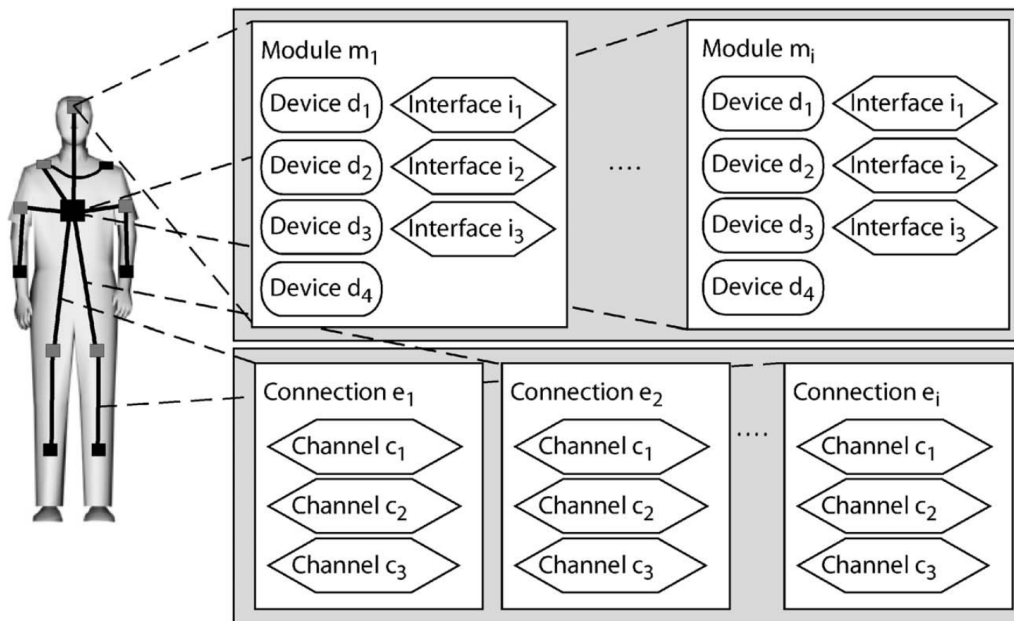 Module m₁
Device d₁ Interface i₁
Device d₂ Interface i₂
Device d₃ Interface i₃
Device d₄
....
Module mᵢ
Device d₁ Interface i₁
Device d₂ Interface i₂
Device d₃ Interface i₃
Device d₄
Connection e₁
Channel c₁
Channel c₂
Channel c₃
Connection e₂
Channel c₁
Channel c₂
Channel c₃
....
Connection eᵢ
Channel c₁
Channel c₂
Channel c₃